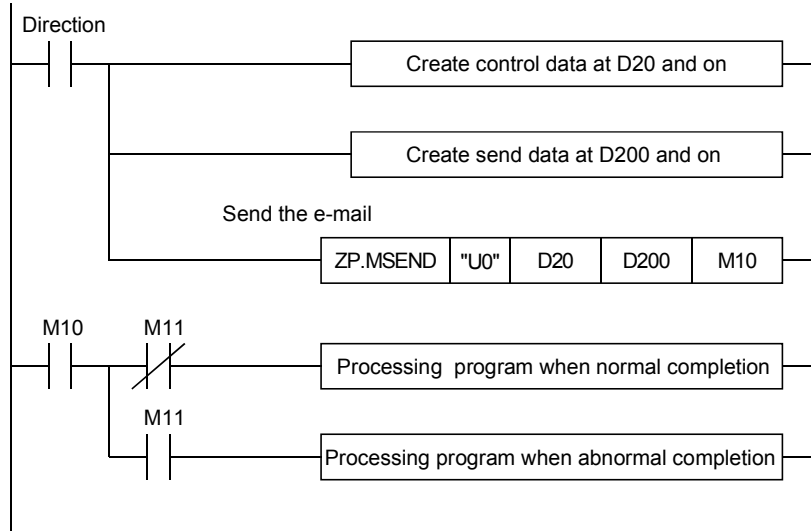 Direction
Create control data at D20 and on
Create send data at D200 and on
Send the e-mail
ZP.MSEND "U0" D20 D200 M10
M10 M11
Processing program when normal completion
M11
Processing program when abnormal completion